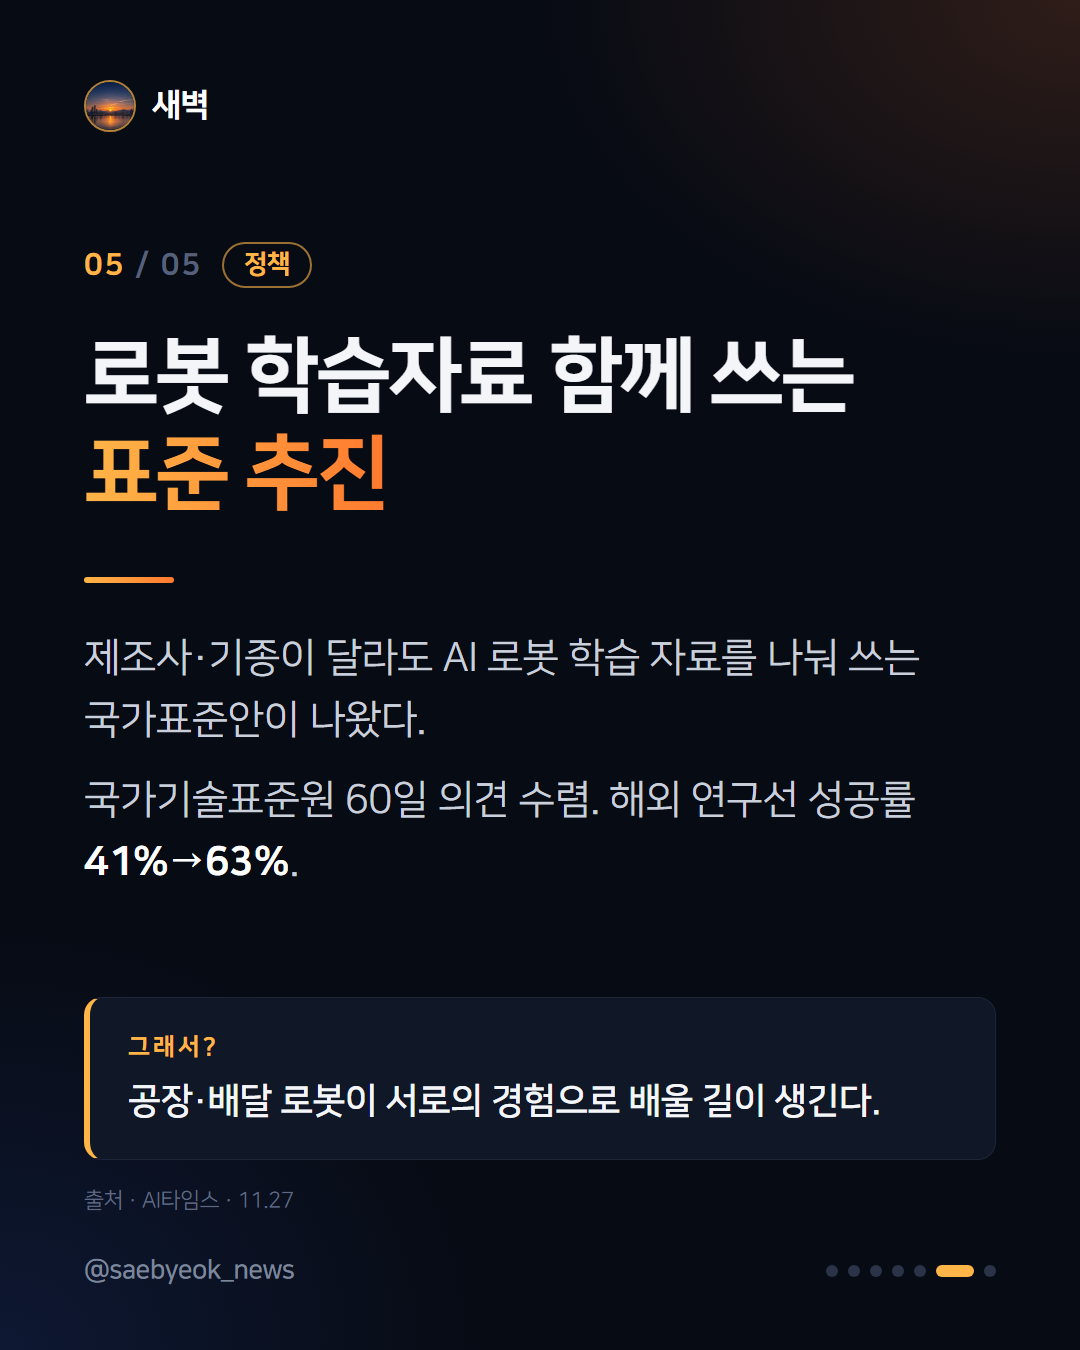 새벽
05 / 05 정책
로봇 학습자료 함께 쓰는
표준 추진
제조사·기종이 달라도 AI 로봇 학습 자료를 나눠 쓰는
국가표준안이 나왔다.
국가기술표준원 60일 의견 수렴. 해외 연구선 성공률
41%→63%.
그래서?
공장·배달 로봇이 서로의 경험으로 배울 길이 생긴다.
출처 · AI타임스 · 11.27
@saebyeok_news